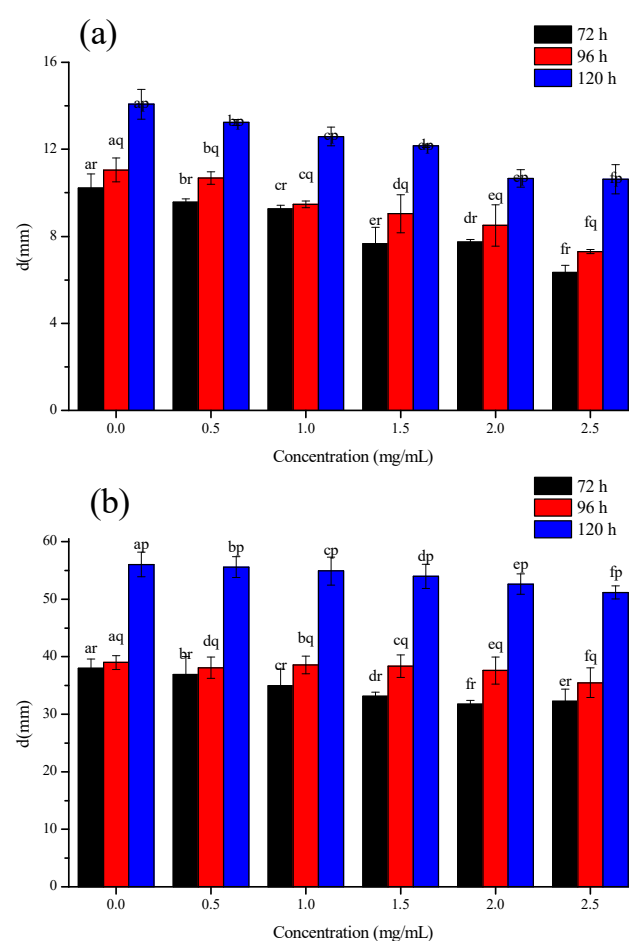 (a)
72 h
96 h
120 h
16
12
8
4
0
d(mm)
ar aq ap
br bq bp
cr cq cp
er dq dp
dr eq ep
fr fq fp
0.0 0.5 1.0 1.5 2.0 2.5
Concentration (mg/mL)
(b)
72 h
96 h
120 h
60
50
40
30
20
10
0
d(mm)
ar aq ap
br dq bp
cr bq cp
dr cq dp
fr eq ep
er fq fp
0.0 0.5 1.0 1.5 2.0 2.5
Concentration (mg/mL)